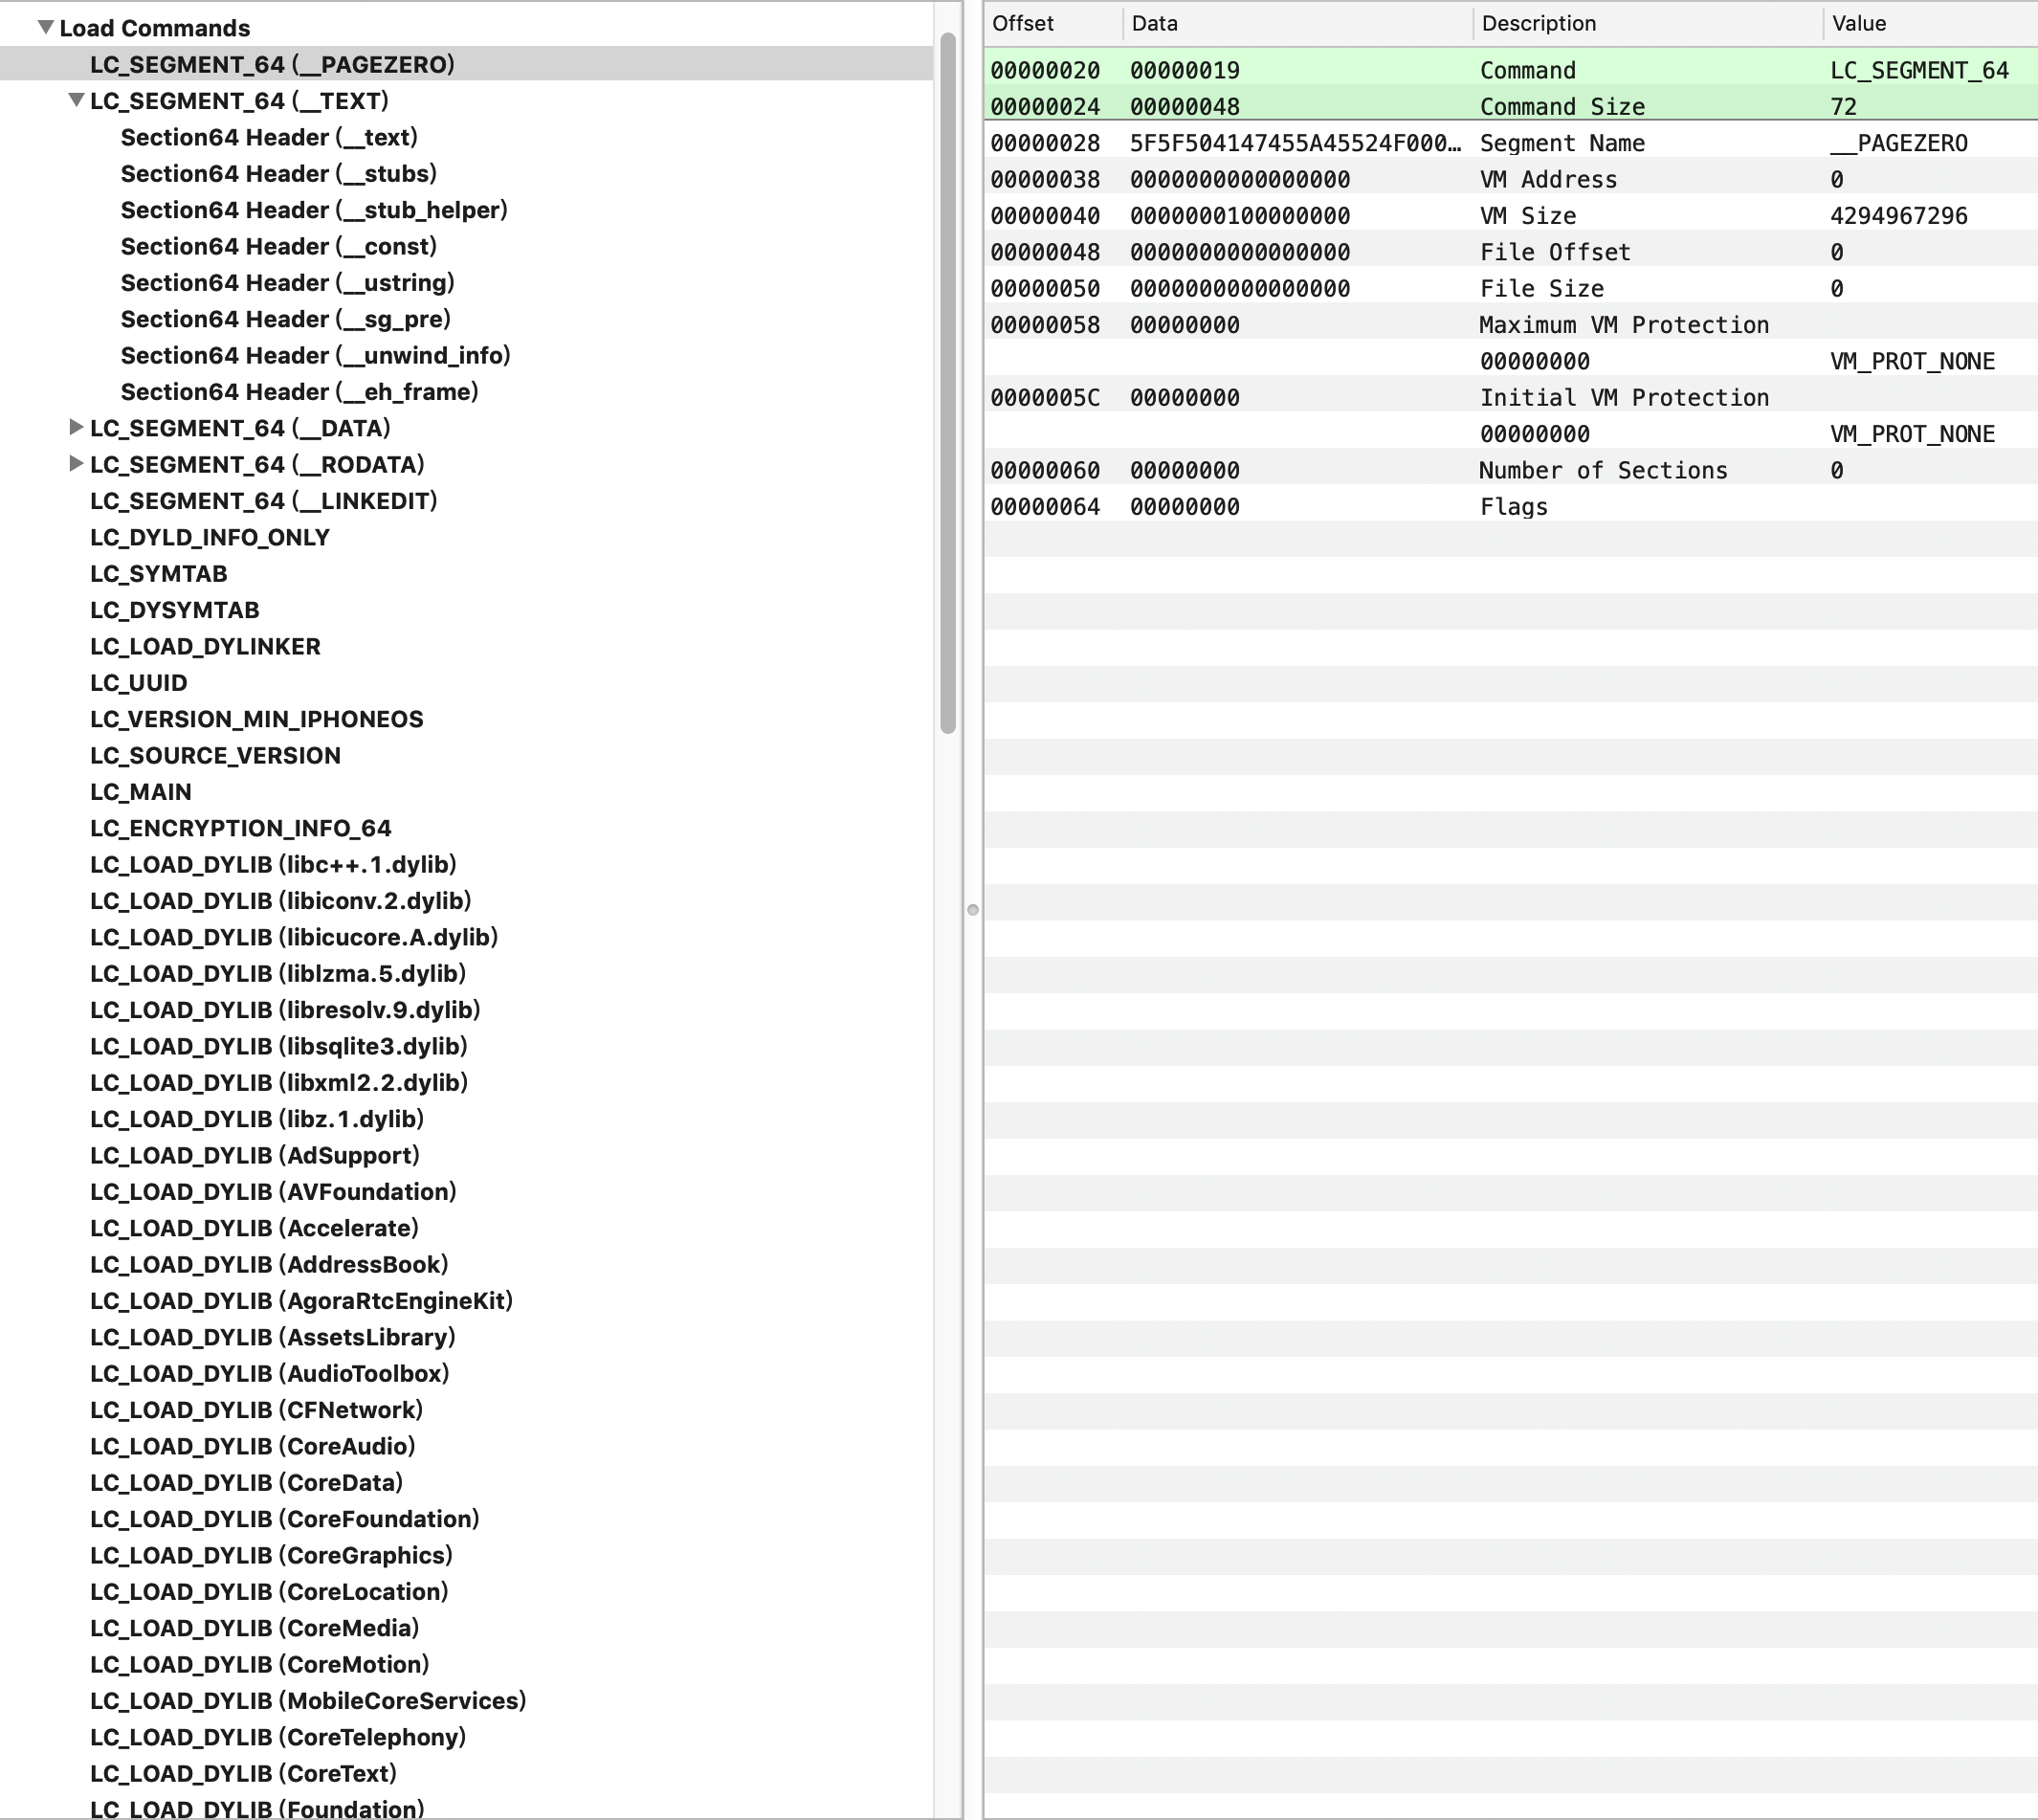 Load Commands
LC_SEGMENT_64 (__PAGEZERO)
LC_SEGMENT_64 (__TEXT)
Section64 Header (__text)
Section64 Header (__stubs)
Section64 Header (__stub_helper)
Section64 Header (__const)
Section64 Header (__ustring)
Section64 Header (__sg_pre)
Section64 Header (__unwind_info)
Section64 Header (__eh_frame)
LC_SEGMENT_64 (__DATA)
LC_SEGMENT_64 (__RODATA)
LC_SEGMENT_64 (__LINKEDIT)
LC_DYLD_INFO_ONLY
LC_SYMTAB
LC_DYSYMTAB
LC_LOAD_DYLINKER
LC_UUID
LC_VERSION_MIN_IPHONEOS
LC_SOURCE_VERSION
LC_MAIN
LC_ENCRYPTION_INFO_64
LC_LOAD_DYLIB (libc++.1.dylib)
LC_LOAD_DYLIB (libiconv.2.dylib)
LC_LOAD_DYLIB (libicucore.A.dylib)
LC_LOAD_DYLIB (liblzma.5.dylib)
LC_LOAD_DYLIB (libresolv.9.dylib)
LC_LOAD_DYLIB (libsqlite3.dylib)
LC_LOAD_DYLIB (libxml2.2.dylib)
LC_LOAD_DYLIB (libz.1.dylib)
LC_LOAD_DYLIB (AdSupport)
LC_LOAD_DYLIB (AVFoundation)
LC_LOAD_DYLIB (Accelerate)
LC_LOAD_DYLIB (AddressBook)
LC_LOAD_DYLIB (AgoraRtcEngineKit)
LC_LOAD_DYLIB (AssetsLibrary)
LC_LOAD_DYLIB (AudioToolbox)
LC_LOAD_DYLIB (CFNetwork)
LC_LOAD_DYLIB (CoreAudio)
LC_LOAD_DYLIB (CoreData)
LC_LOAD_DYLIB (CoreFoundation)
LC_LOAD_DYLIB (CoreGraphics)
LC_LOAD_DYLIB (CoreLocation)
LC_LOAD_DYLIB (CoreMedia)
LC_LOAD_DYLIB (CoreMotion)
LC_LOAD_DYLIB (MobileCoreServices)
LC_LOAD_DYLIB (CoreTelephony)
LC_LOAD_DYLIB (CoreText)
LC_LOAD_DYLIB (Foundation)
Offset Data Description Value
00000020 00000019 Command LC_SEGMENT_64
00000024 00000048 Command Size 72
00000028 5F5F504147455A45524F000… Segment Name __PAGEZERO
00000038 0000000000000000 VM Address 0
00000040 0000000100000000 VM Size 4294967296
00000048 0000000000000000 File Offset 0
00000050 0000000000000000 File Size 0
00000058 00000000 Maximum VM Protection
00000000 VM_PROT_NONE
0000005C 00000000 Initial VM Protection
00000000 VM_PROT_NONE
00000060 00000000 Number of Sections 0
00000064 00000000 Flags